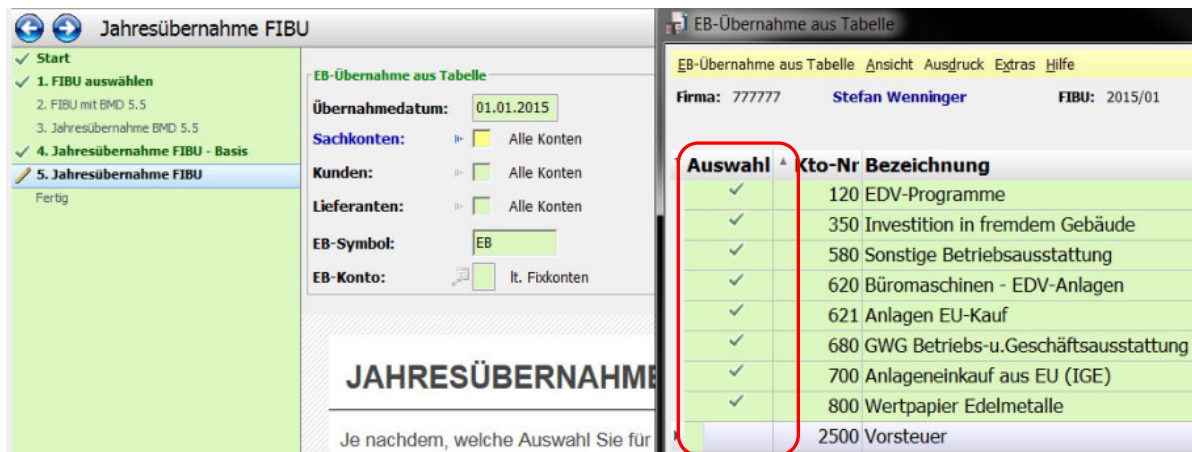 Jahresübernahme FIBU
Start
1. FIBU auswählen
2. FIBU mit BMD 5.5
3. Jahresübernahme BMD 5.5
4. Jahresübernahme FIBU - Basis
5. Jahresübernahme FIBU
Fertig
EB-Übernahme aus Tabelle
Übernahmedatum: 01.01.2015
Sachkonten: Alle Konten
Kunden: Alle Konten
Lieferanten: Alle Konten
EB-Symbol: EB
EB-Konto: lt. Fixkonten
JAHRESÜBERNAHME
Je nachdem, welche Auswahl Sie für
EB-Übernahme aus Tabelle
EB-Übernahme aus Tabelle Ansicht Ausdruck Extras Hilfe
Firma: 777777 Stefan Wenninger FIBU: 2015/01
Auswahl Kto-Nr Bezeichnung
120 EDV-Programme
350 Investition in fremdem Gebäude
580 Sonstige Betriebsausstattung
620 Büromaschinen - EDV-Anlagen
621 Anlagen EU-Kauf
680 GWG Betriebs-u.Geschäftsausstattung
700 Anlageneinkauf aus EU (IGE)
800 Wertpapier Edelmetalle
2500 Vorsteuer